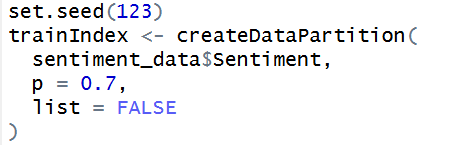 set.seed(123)
trainIndex <- createDataPartition(
  sentiment_data$Sentiment,
  p = 0.7,
  list = FALSE
)